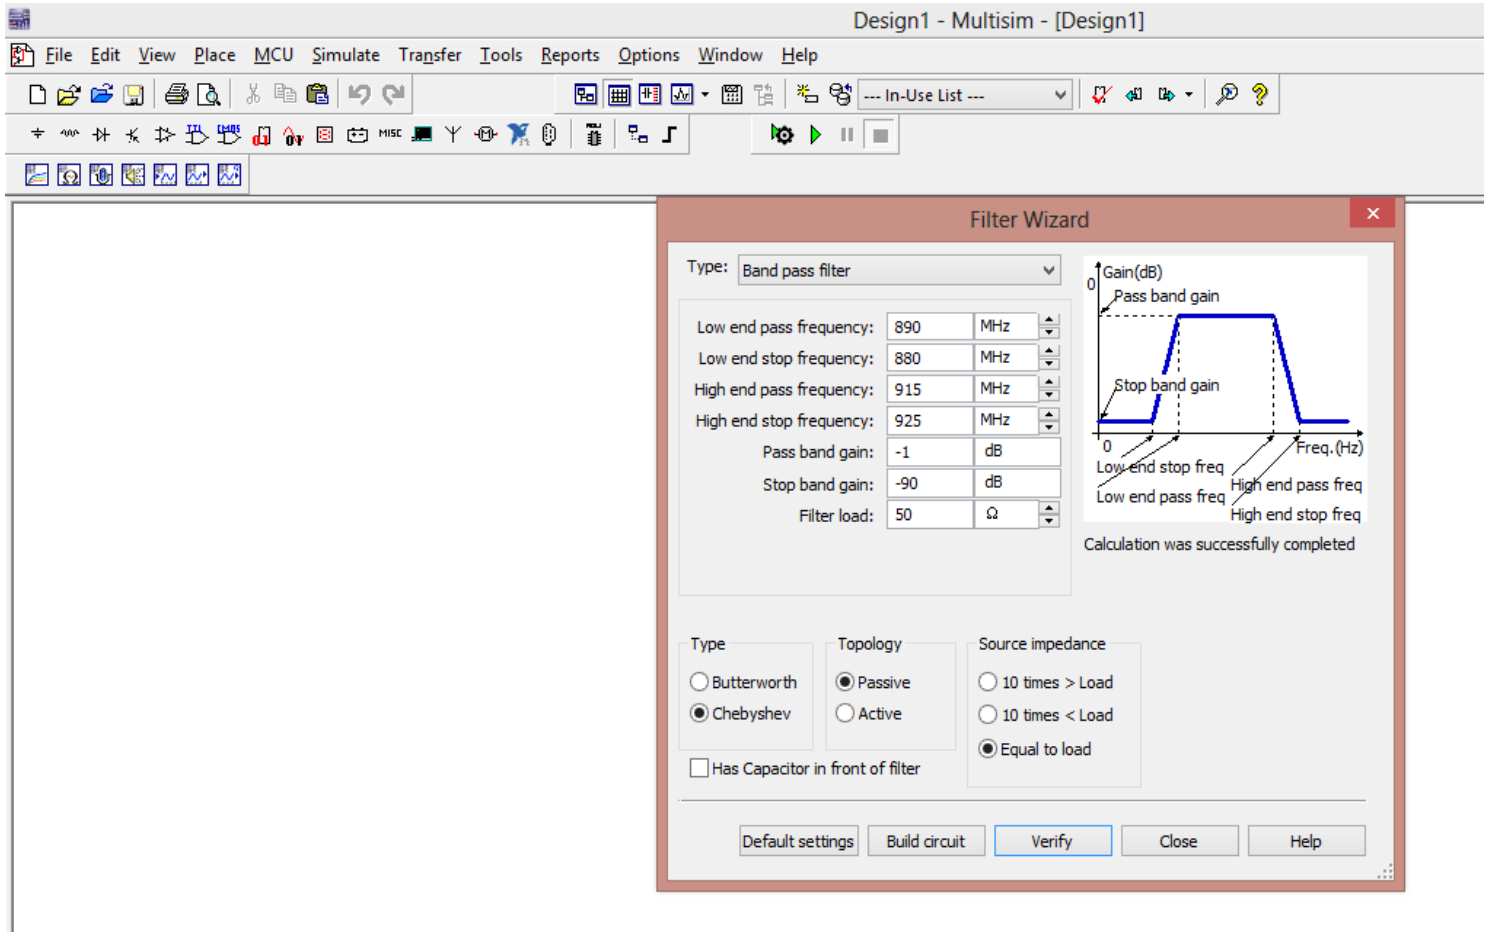 Design1 - Multisim - [Design1]
File Edit View Place MCU Simulate Transfer Tools Reports Options Window Help
--- In-Use List ---
MISC
Filter Wizard
Type: Band pass filter
Low end pass frequency: 890 MHz
Low end stop frequency: 880 MHz
High end pass frequency: 915 MHz
High end stop frequency: 925 MHz
Pass band gain: -1 dB
Stop band gain: -90 dB
Filter load: 50 Ω
Gain(dB)
0
Pass band gain
Stop band gain
0
Freq.(Hz)
Low end stop freq
High end pass freq
Low end pass freq
High end stop freq
Calculation was successfully completed
Type
Butterworth
Chebyshev
Topology
Passive
Active
Source impedance
10 times > Load
10 times < Load
Equal to load
Has Capacitor in front of filter
Default settings
Build circuit
Verify
Close
Help